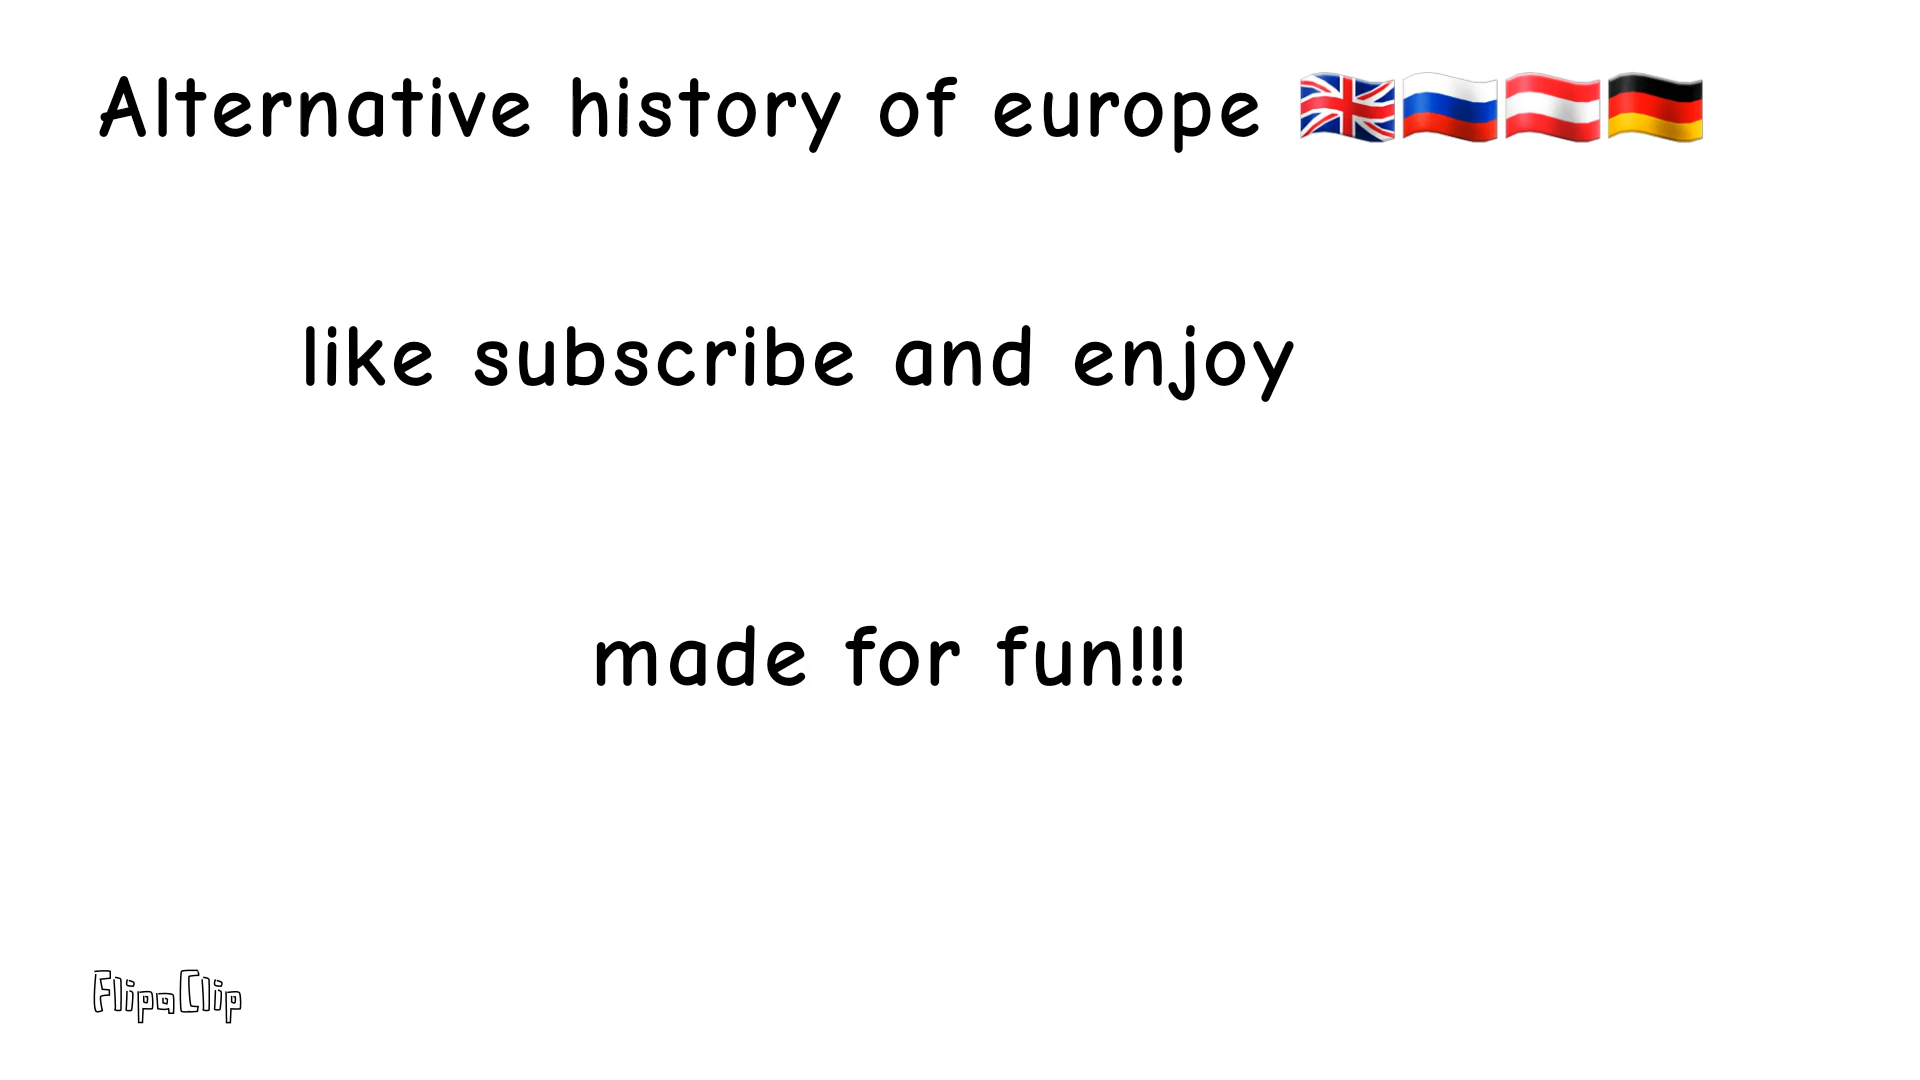 Alternative history of europe 🇬🇧🇷🇺🇦🇹🇩🇪
like subscribe and enjoy
made for fun!!!
FlipaClip